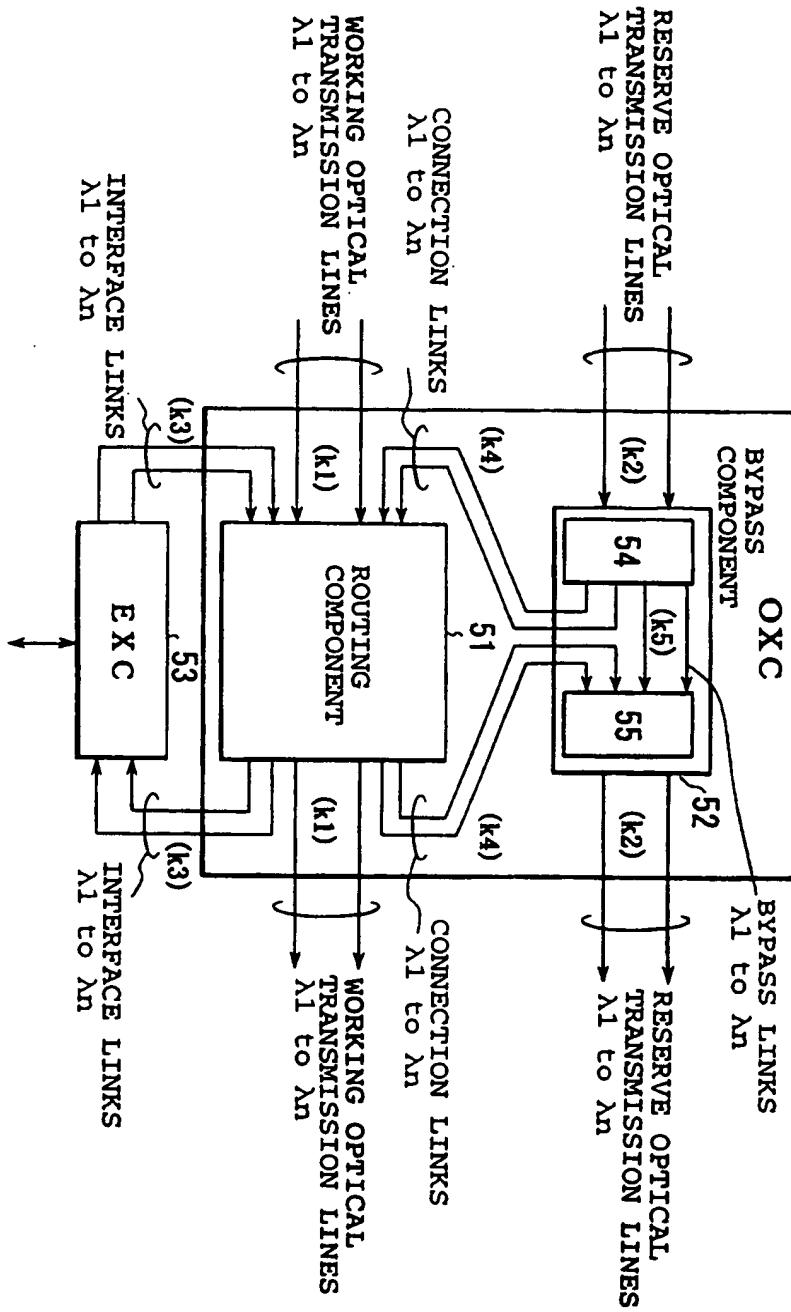 OXC
RESERVE OPTICAL
TRANSMISSION LINES
λ1 to λn
(k2)
BYPASS
COMPONENT
54
(k5)
55
52
(k2)
BYPASS LINKS
λ1 to λn
RESERVE OPTICAL
TRANSMISSION LINES
λ1 to λn
CONNECTION LINKS
λ1 to λn
(k4)
(k4)
CONNECTION LINKS
λ1 to λn
WORKING OPTICAL
TRANSMISSION LINES
λ1 to λn
(k1)
ROUTING
COMPONENT
51
(k1)
WORKING OPTICAL
TRANSMISSION LINES
λ1 to λn
INTERFACE LINKS
λ1 to λn
(k3)
EXC
53
(k3)
INTERFACE LINKS
λ1 to λn